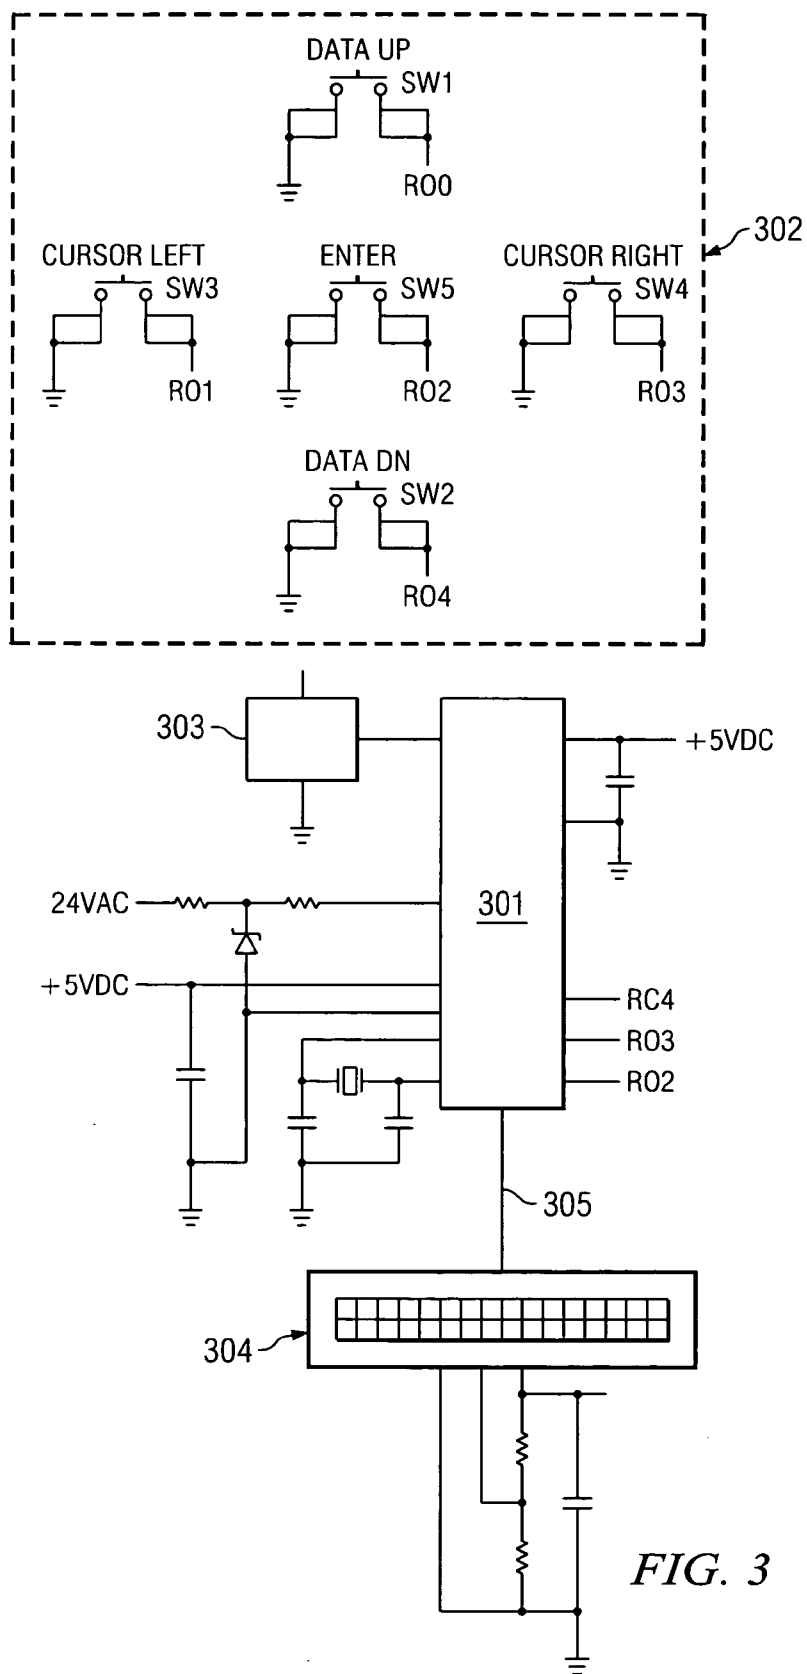 DATA UP
SW1
RO0
302
CURSOR LEFT
SW3
RO1
ENTER
SW5
RO2
CURSOR RIGHT
SW4
RO3
DATA DN
SW2
RO4
303
+5VDC
24VAC
301
+5VDC
RC4
RO3
RO2
305
304
FIG. 3